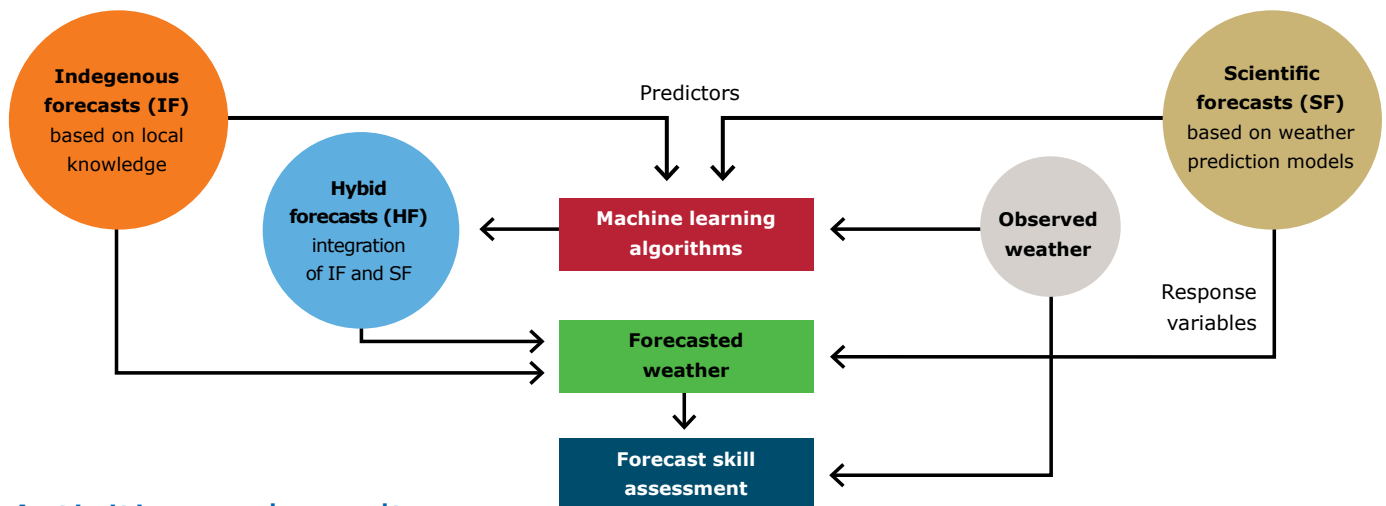 Indegenous
forecasts (IF)
based on local
knowledge
Predictors
Scientific
forecasts (SF)
based on weather
prediction models
Hybid
forecasts (HF)
integration
of IF and SF
Machine learning
algorithms
Observed
weather
Response
variables
Forecasted
weather
Forecast skill
assessment